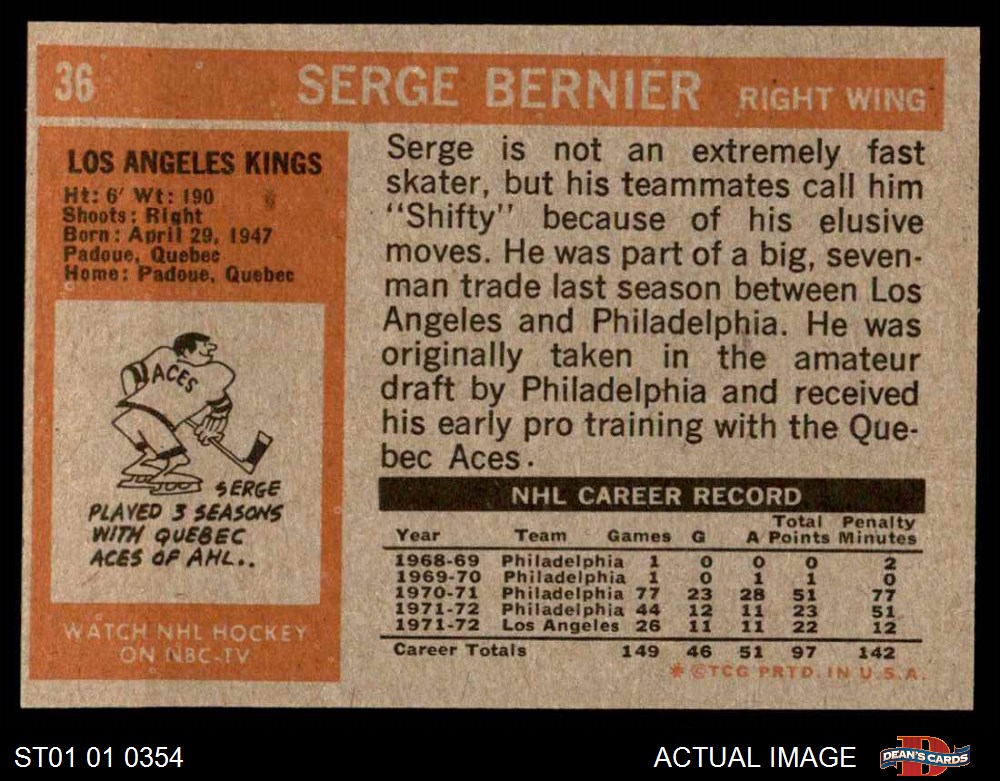 36 SERGE BERNIER RIGHT WING
LOS ANGELES KINGS
Ht: 6' Wt: 190
Shoots: Right
Born: April 29, 1947
Padoue, Quebec
Home: Padoue, Quebec
ACES
SERGE
PLAYED 3 SEASONS
WITH QUEBEC
ACES OF AHL..
WATCH NHL HOCKEY
ON NBC-TV
Serge is not an extremely fast
skater, but his teammates call him
"Shifty" because of his elusive
moves. He was part of a big, seven-
man trade last season between Los
Angeles and Philadelphia. He was
originally taken in the amateur
draft by Philadelphia and received
his early pro training with the Que-
bec Aces.
NHL CAREER RECORD
Year Team Games G A Total Points Penalty Minutes
1968-69 Philadelphia 1 0 0 0 2
1969-70 Philadelphia 1 0 1 1 0
1970-71 Philadelphia 77 23 28 51 77
1971-72 Philadelphia 44 12 11 23 51
1971-72 Los Angeles 26 11 11 22 12
Career Totals 149 46 51 97 142
*©TCG PRTD. IN U.S.A.
ST01 01 0354
ACTUAL IMAGE
DEAN'S CARDS